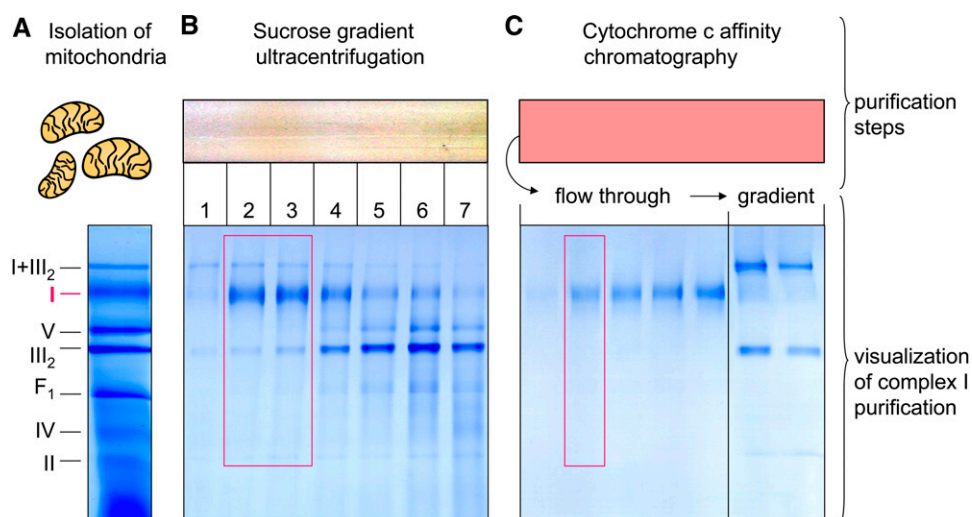 A Isolation of
mitochondria
B Sucrose gradient
ultracentrifugation
C Cytochrome c affinity
chromatography
purification
steps
flow through
gradient
1 2 3 4 5 6 7
I+III2
I
V
III2
F1
IV
II
visualization
of complex I
purification